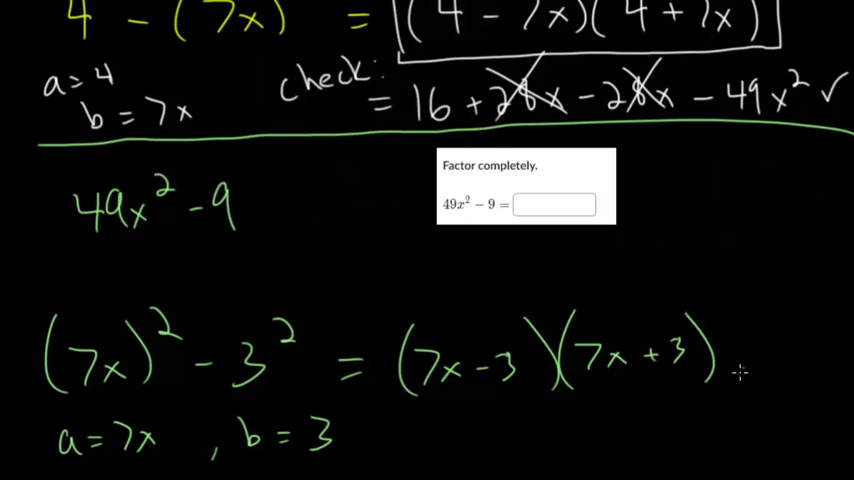 4 - (7x) = (4 - 7x)(4 + 7x)
a = 4
b = 7x
check:
= 16 + 28x - 28x - 49x² ✓
49x² - 9
Factor completely.
49x² − 9 =
(7x)² - 3² = (7x - 3)(7x + 3)
a = 7x , b = 3